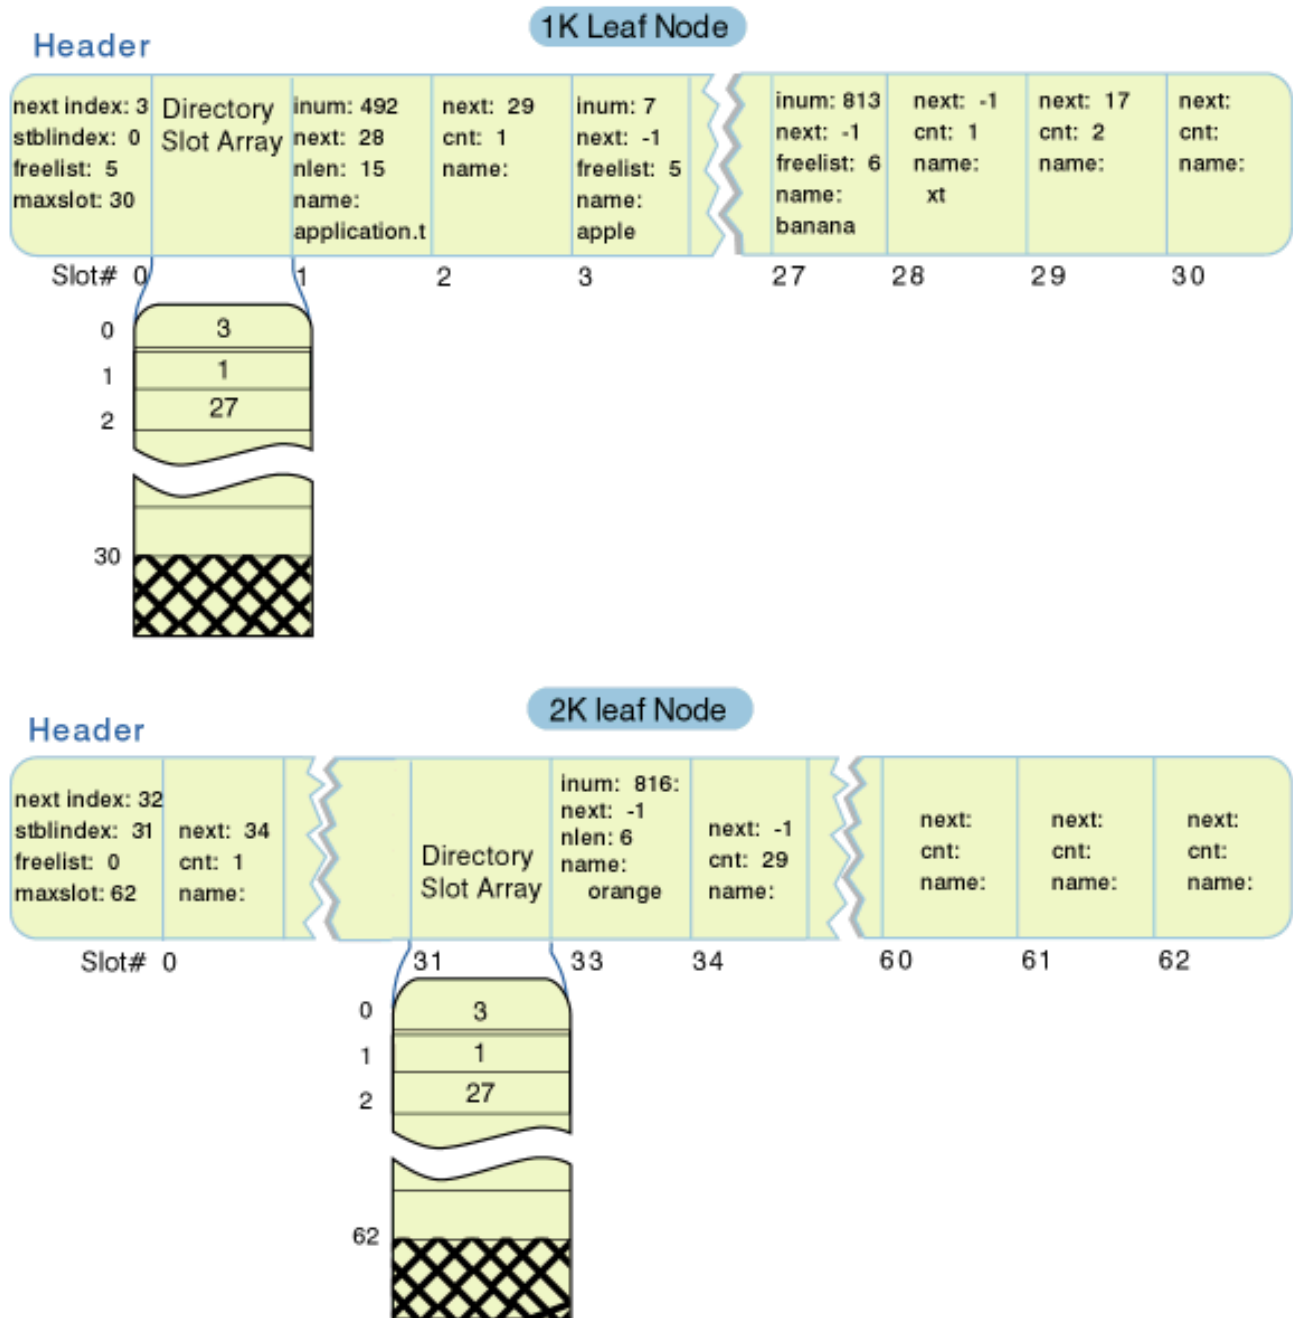 1K Leaf Node
Header
next index: 3
stblindex: 0
freelist: 5
maxslot: 30
Directory
Slot Array
inum: 492
next: 28
nlen: 15
name:
application.t
next: 29
cnt: 1
name:
inum: 7
next: -1
freelist: 5
name:
apple
inum: 813
next: -1
freelist: 6
name:
banana
next: -1
cnt: 1
name:
xt
next: 17
cnt: 2
name:
next:
cnt:
name:
Slot# 0 1 2 3 27 28 29 30
0 3
1 1
2 27
30
2K leaf Node
Header
next index: 32
stblindex: 31
freelist: 0
maxslot: 62
next: 34
cnt: 1
name:
Directory
Slot Array
inum: 816:
next: -1
nlen: 6
name:
orange
next: -1
cnt: 29
name:
next:
cnt:
name:
next:
cnt:
name:
next:
cnt:
name:
Slot# 0 31 33 34 60 61 62
0 3
1 1
2 27
62